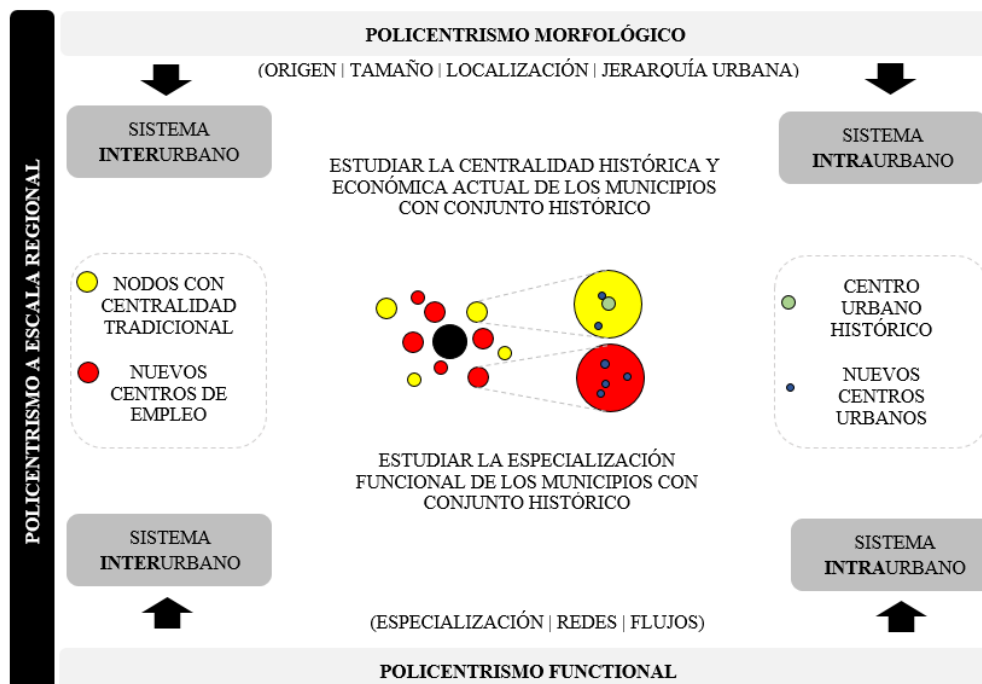 POLICENTRISMO A ESCALA REGIONAL
POLICENTRISMO MORFOLÓGICO
(ORIGEN | TAMAÑO | LOCALIZACIÓN | JERARQUÍA URBANA)
SISTEMA
INTERURBANO
SISTEMA
INTRAURBANO
ESTUDIAR LA CENTRALIDAD HISTÓRICA Y
ECONÓMICA ACTUAL DE LOS MUNICIPIOS
CON CONJUNTO HISTÓRICO
NODOS CON
CENTRALIDAD
TRADICIONAL
NUEVOS
CENTROS DE
EMPLEO
CENTRO
URBANO
HISTÓRICO
NUEVOS
CENTROS
URBANOS
ESTUDIAR LA ESPECIALIZACIÓN
FUNCIONAL DE LOS MUNICIPIOS CON
CONJUNTO HISTÓRICO
SISTEMA
INTERURBANO
SISTEMA
INTRAURBANO
(ESPECIALIZACIÓN | REDES | FLUJOS)
POLICENTRISMO FUNCTIONAL